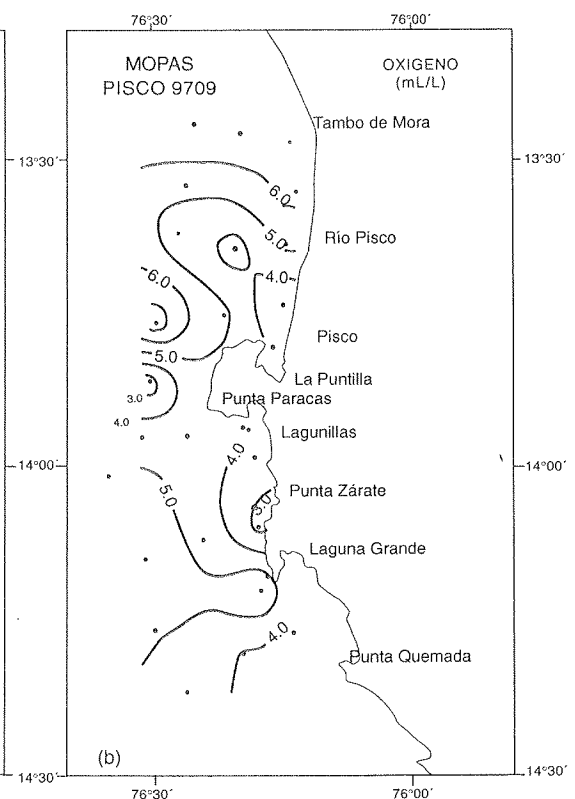 76°30´
76°00´
MOPAS
PISCO 9709
OXIGENO
(mL/L)
Tambo de Mora
13°30´
13°30´
6.0
5.0
Río Pisco
6.0
4.0
Pisco
5.0
La Puntilla
3.0
Punta Paracas
4.0
Lagunillas
4.0
14°00´
14°00´
5.0
Punta Zárate
3.0
Laguna Grande
4.0
Punta Quemada
(b)
14°30´
14°30´
76°30´
76°00´